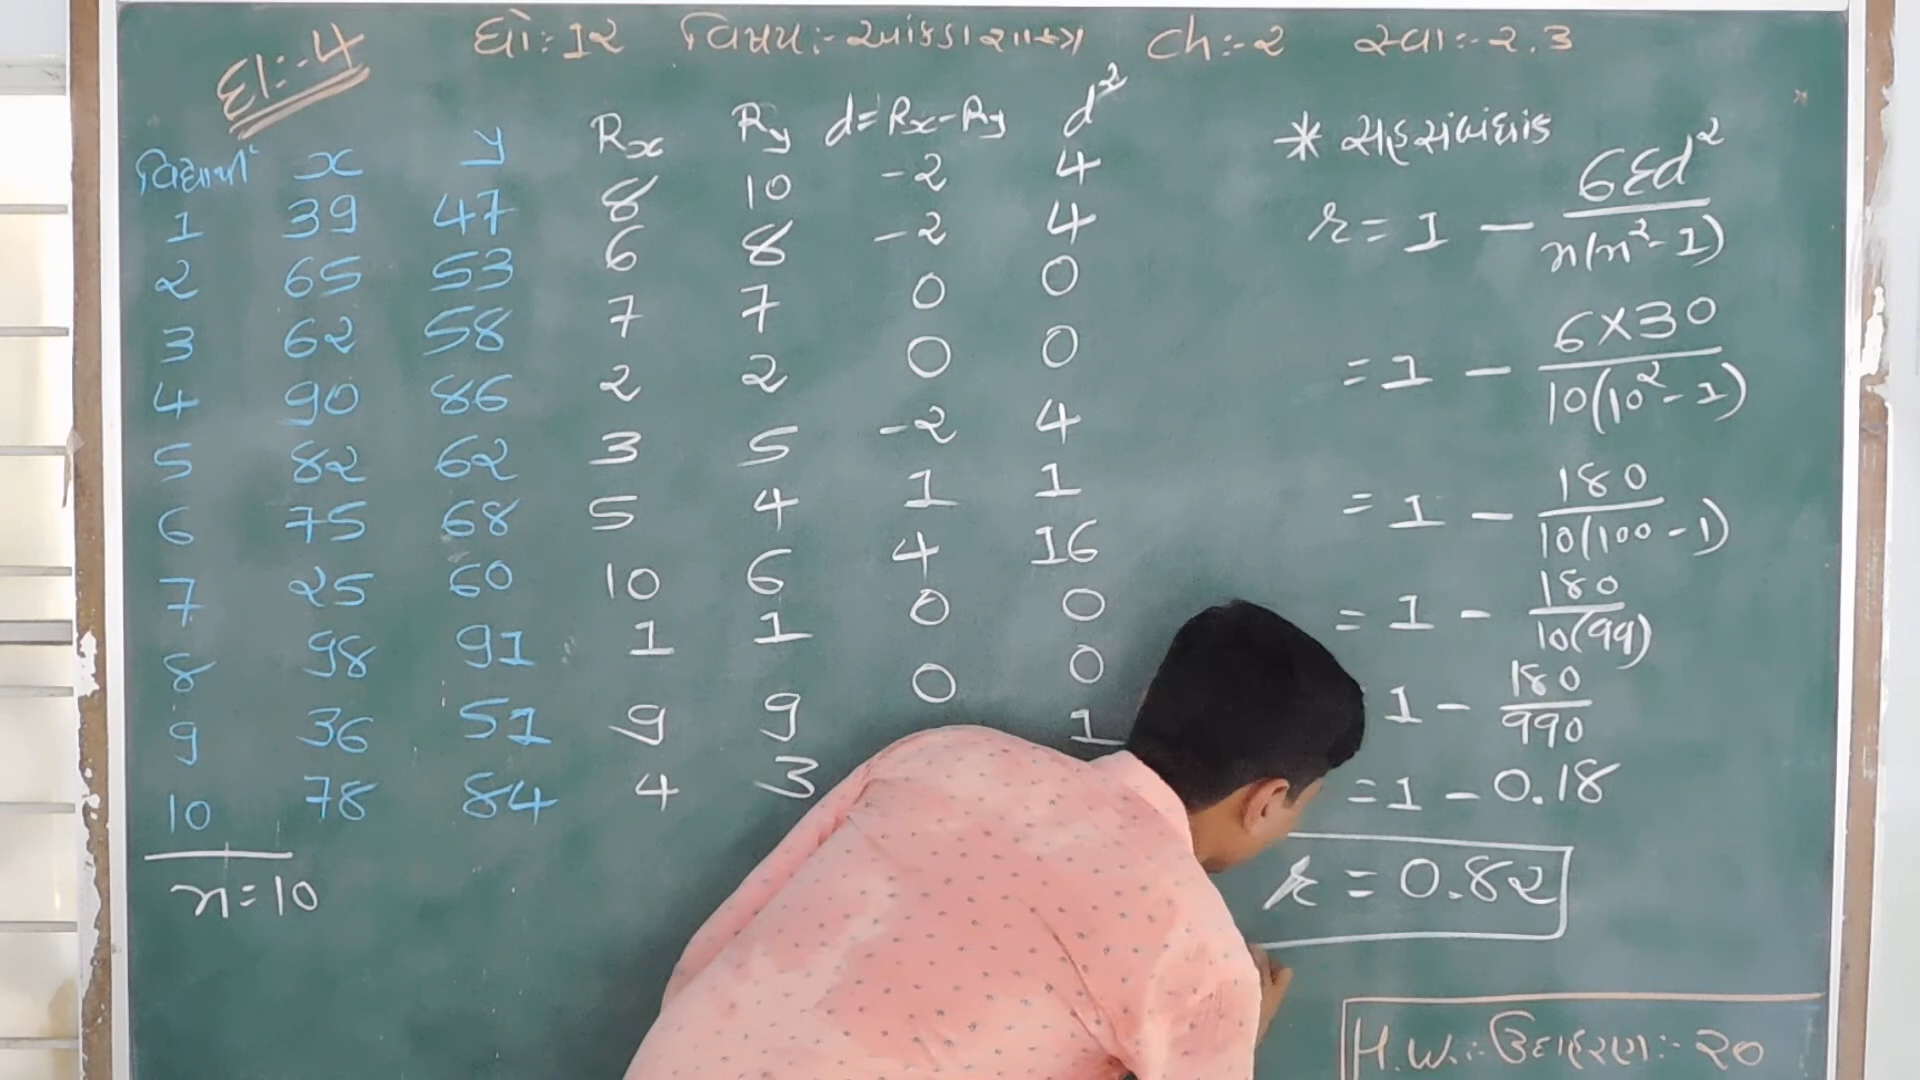 દા:-4
ધો:-12 વિષય:- આંકડાશાસ્ત્ર Ch:-2 સ્વા:-2.3
વિદ્યાર્થી x y Rx Ry d=Rx-Ry d²
1 39 47 8 10 -2 4
2 65 53 6 8 -2 4
3 62 58 7 7 0 0
4 90 86 2 2 0 0
5 82 62 3 5 -2 4
6 75 68 5 4 1 1
7 25 60 10 6 4 16
8 98 91 1 1 0 0
9 36 51 9 9 0 0
10 78 84 4 3 1
n=10
* સહસંબંધાંક
r = 1 - 6Σd² / n(n²-1)
= 1 - 6×30 / 10(10²-1)
= 1 - 180 / 10(100-1)
= 1 - 180 / 10(99)
1 - 180 / 990
= 1 - 0.18
r = 0.82
H.W.:- ઉદાહરણ:- 20